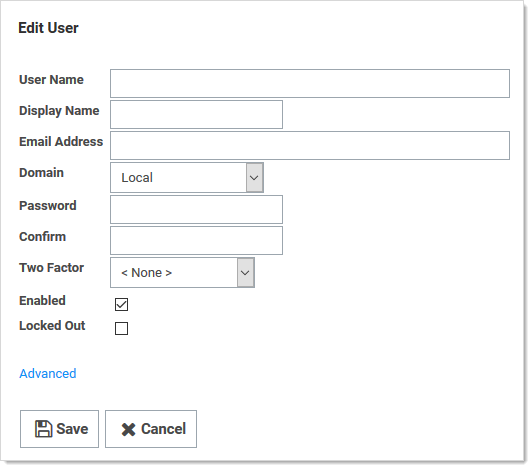 Edit User
User Name
Display Name
Email Address
Domain Local
Password
Confirm
Two Factor < None >
Enabled
Locked Out
Advanced
Save Cancel